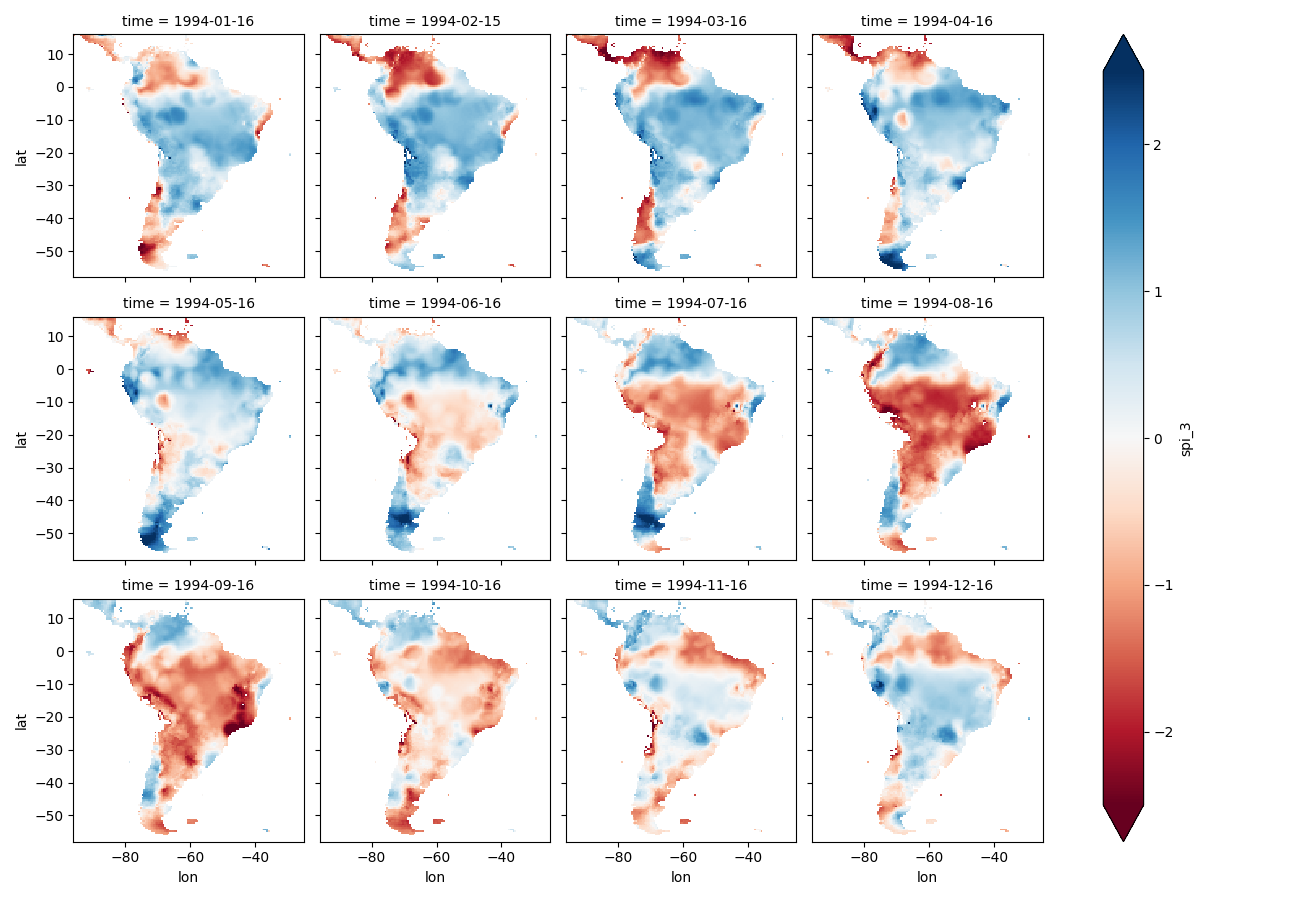 time = 1994-01-16
time = 1994-02-15
time = 1994-03-16
time = 1994-04-16
lat
10
0
−10
−20
−30
−40
−50
time = 1994-05-16
time = 1994-06-16
time = 1994-07-16
time = 1994-08-16
lat
10
0
−10
−20
−30
−40
−50
time = 1994-09-16
time = 1994-10-16
time = 1994-11-16
time = 1994-12-16
lat
10
0
−10
−20
−30
−40
−50
−80 −60 −40
lon
−80 −60 −40
lon
−80 −60 −40
lon
−80 −60 −40
lon
2
1
0
−1
−2
spi_3